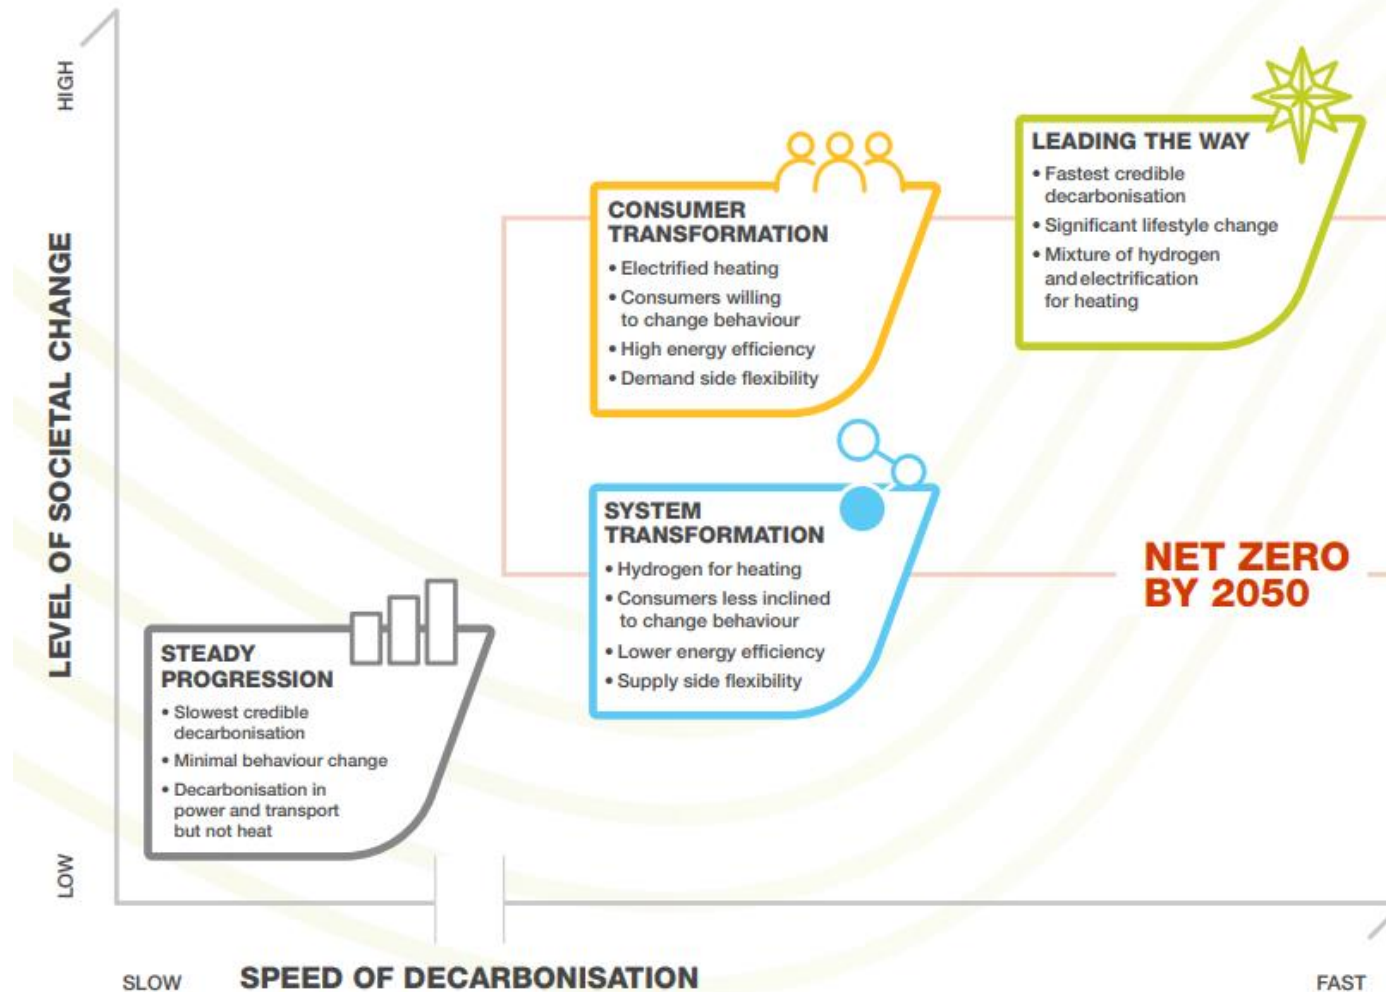 HIGH
LEVEL OF SOCIETAL CHANGE
LOW
LEADING THE WAY
• Fastest credible
decarbonisation
• Significant lifestyle change
• Mixture of hydrogen
and electrification
for heating
CONSUMER
TRANSFORMATION
• Electrified heating
• Consumers willing
to change behaviour
• High energy efficiency
• Demand side flexibility
SYSTEM
TRANSFORMATION
• Hydrogen for heating
• Consumers less inclined
to change behaviour
• Lower energy efficiency
• Supply side flexibility
NET ZERO
BY 2050
STEADY
PROGRESSION
• Slowest credible
decarbonisation
• Minimal behaviour change
• Decarbonisation in
power and transport
but not heat
SLOW
SPEED OF DECARBONISATION
FAST